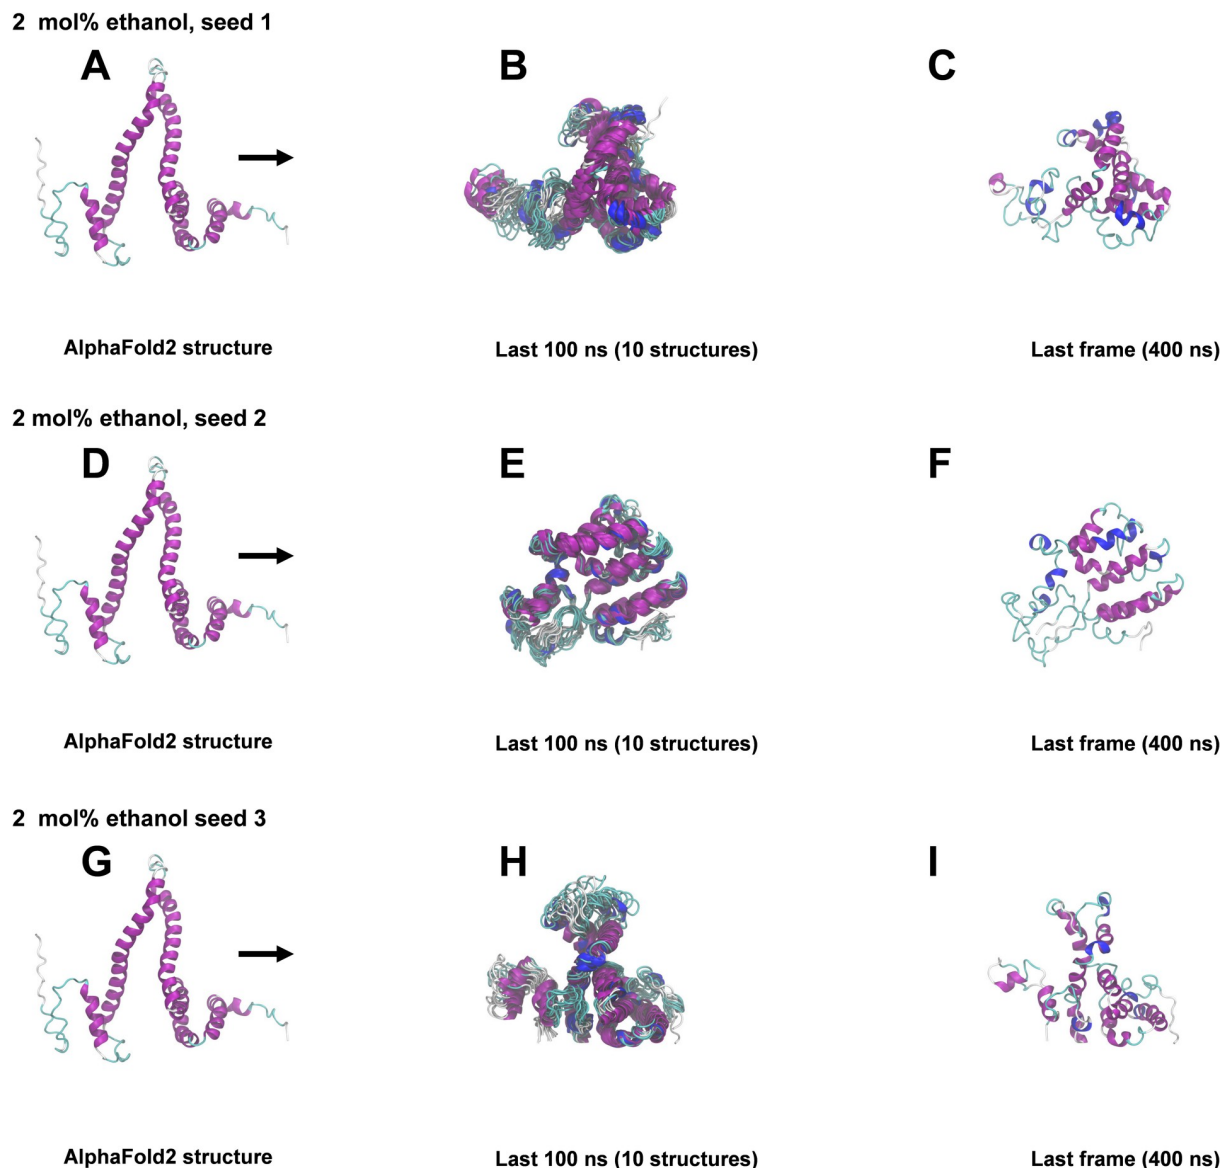 2  mol% ethanol, seed 1
A B C
AlphaFold2 structure Last 100 ns (10 structures) Last frame (400 ns)
2 mol% ethanol, seed 2
D E F
AlphaFold2 structure Last 100 ns (10 structures) Last frame (400 ns)
2  mol% ethanol seed 3
G H I
AlphaFold2 structure Last 100 ns (10 structures) Last frame (400 ns)